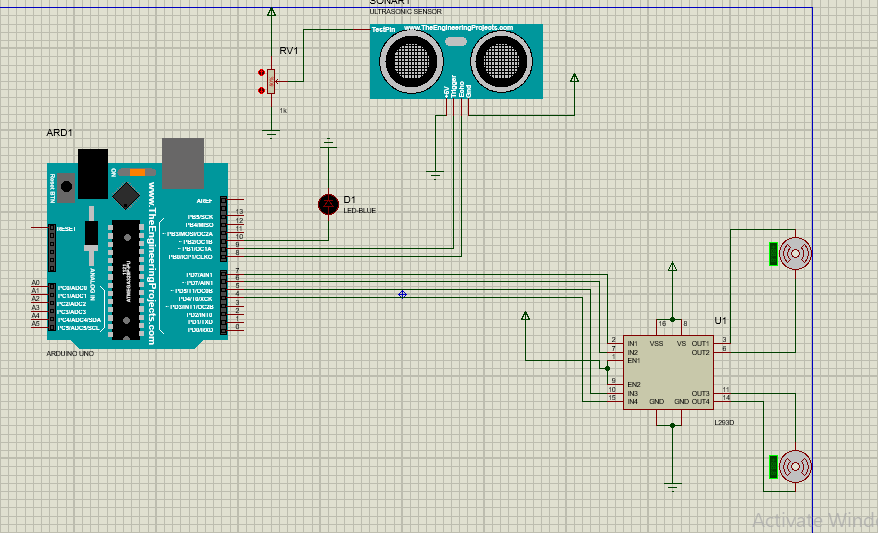 SONAR1
ULTRASONIC SENSOR
TestPin
www.TheEngineeringProjects.com
RV1
1k
+5V
Trigger
Echo
Gnd
ARD1
Reset BTN
ON
www.TheEngineeringProjects.com
ANALOG IN
RESET
AREF
PB5/SCK 13
PB4/MISO 12
~ PB3/MOSI/OC2A 11
~ PB2/OC1B 10
~ PB1/OC1A 9
PB0/ICP1/CLKO 8
PD7/AIN1 7
~ PD6/AIN0 6
~ PD5/T1/OC0B 5
PD4/T0/XCK 4
~ PD3/INT1/OC2B 3
PD2/INT0 2
PD1/TXD 1
PD0/RXD 0
A0 PC0/ADC0
A1 PC1/ADC1
A2 PC2/ADC2
A3 PC3/ADC3
A4 PC4/ADC4/SDA
A5 PC5/ADC5/SCL
ARDUINO UNO
D1
LED-BLUE
U1
16 8
2 IN1 VSS VS OUT1 3
7 IN2 OUT2 6
1 EN1
9 EN2
10 IN3 OUT3 11
15 IN4 GND GND OUT4 14
L293D
Activate Wind